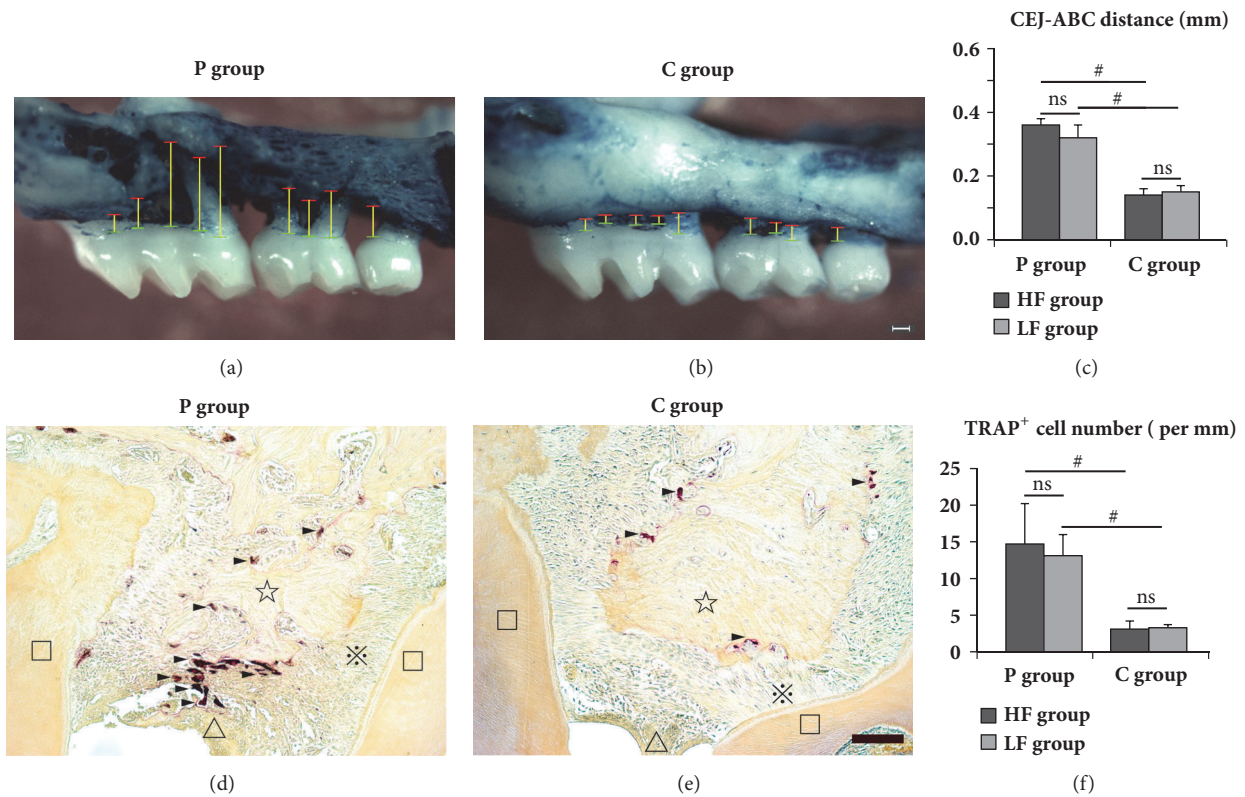 P group
C group
(a)
(b)
CEJ-ABC distance (mm)
0.6
0.4
0.2
0.0
#
ns
#
ns
P group
C group
HF group
LF group
(c)
P group
C group
(d)
(e)
TRAP⁺ cell number ( per mm)
25
20
15
10
5
0
#
ns
#
ns
P group
C group
HF group
LF group
(f)